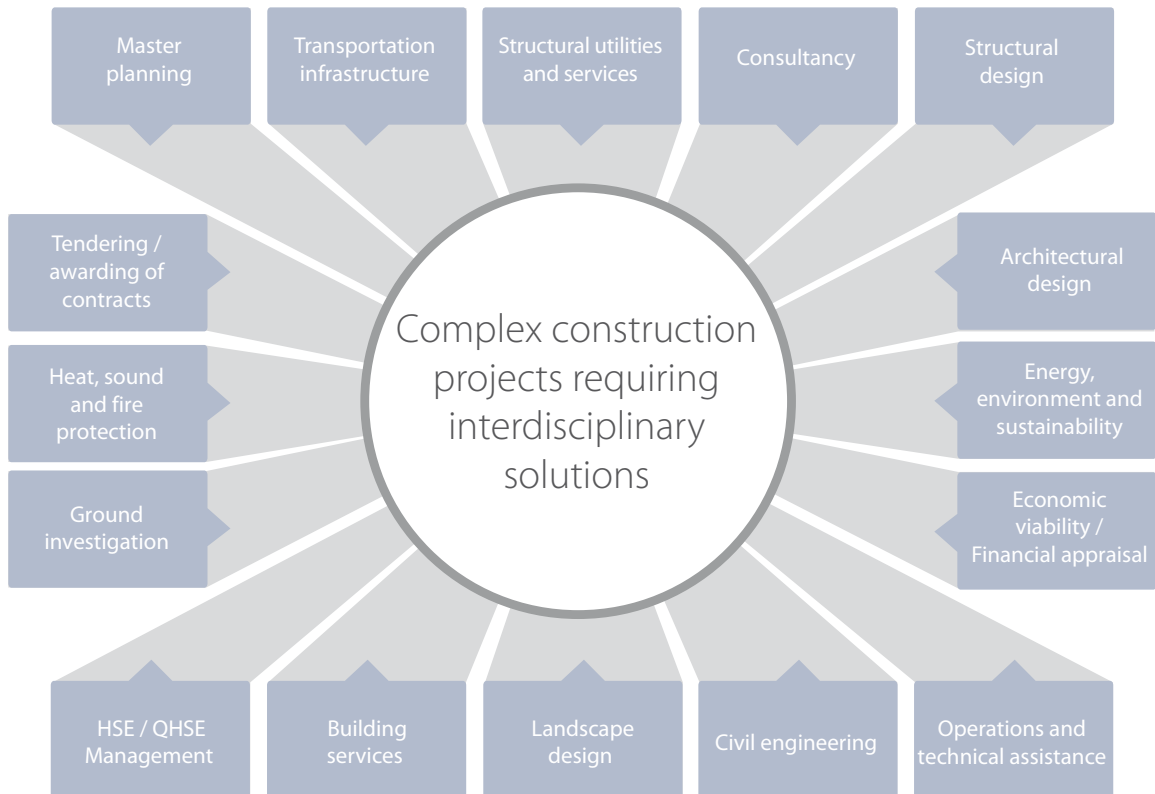 Master
planning
Transportation
infrastructure
Structural utilities
and services
Consultancy
Structural
design
Tendering /
awarding of
contracts
Architectural
design
Complex construction
projects requiring
interdisciplinary
solutions
Heat, sound
and fire
protection
Energy,
environment and
sustainability
Ground
investigation
Economic
viability /
Financial appraisal
HSE / QHSE
Management
Building
services
Landscape
design
Civil engineering
Operations and
technical assistance